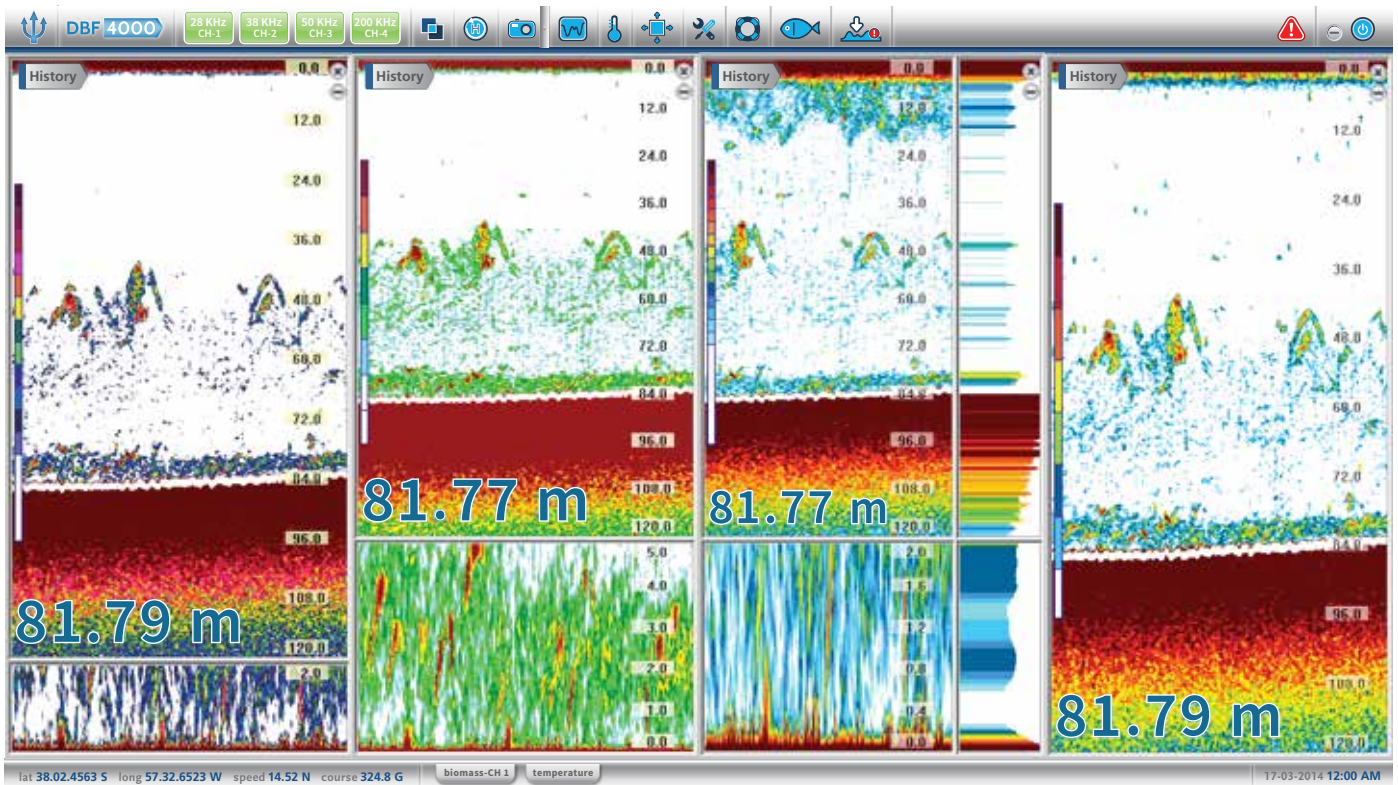 DBF 4000
28 KHz
CH-1
38 KHz
CH-2
50 KHz
CH-3
200 KHz
CH-4
History
0.0
12.0
24.0
36.0
48.0
60.0
72.0
84.0
96.0
108.0
120.0
81.79 m
2.0
History
0.0
12.0
24.0
36.0
48.0
60.0
72.0
84.0
96.0
108.0
120.0
81.77 m
5.0
4.0
3.0
2.0
1.0
0.0
History
0.0
12.0
24.0
36.0
48.0
60.0
72.0
84.0
96.0
108.0
120.0
81.77 m
2.0
1.6
1.2
0.8
0.4
0.0
History
0.0
12.0
24.0
36.0
48.0
60.0
72.0
84.0
96.0
108.0
120.0
81.79 m
lat 38.02.4563 S long 57.32.6523 W speed 14.52 N course 324.8 G
biomass-CH 1
temperature
17-03-2014 12:00 AM